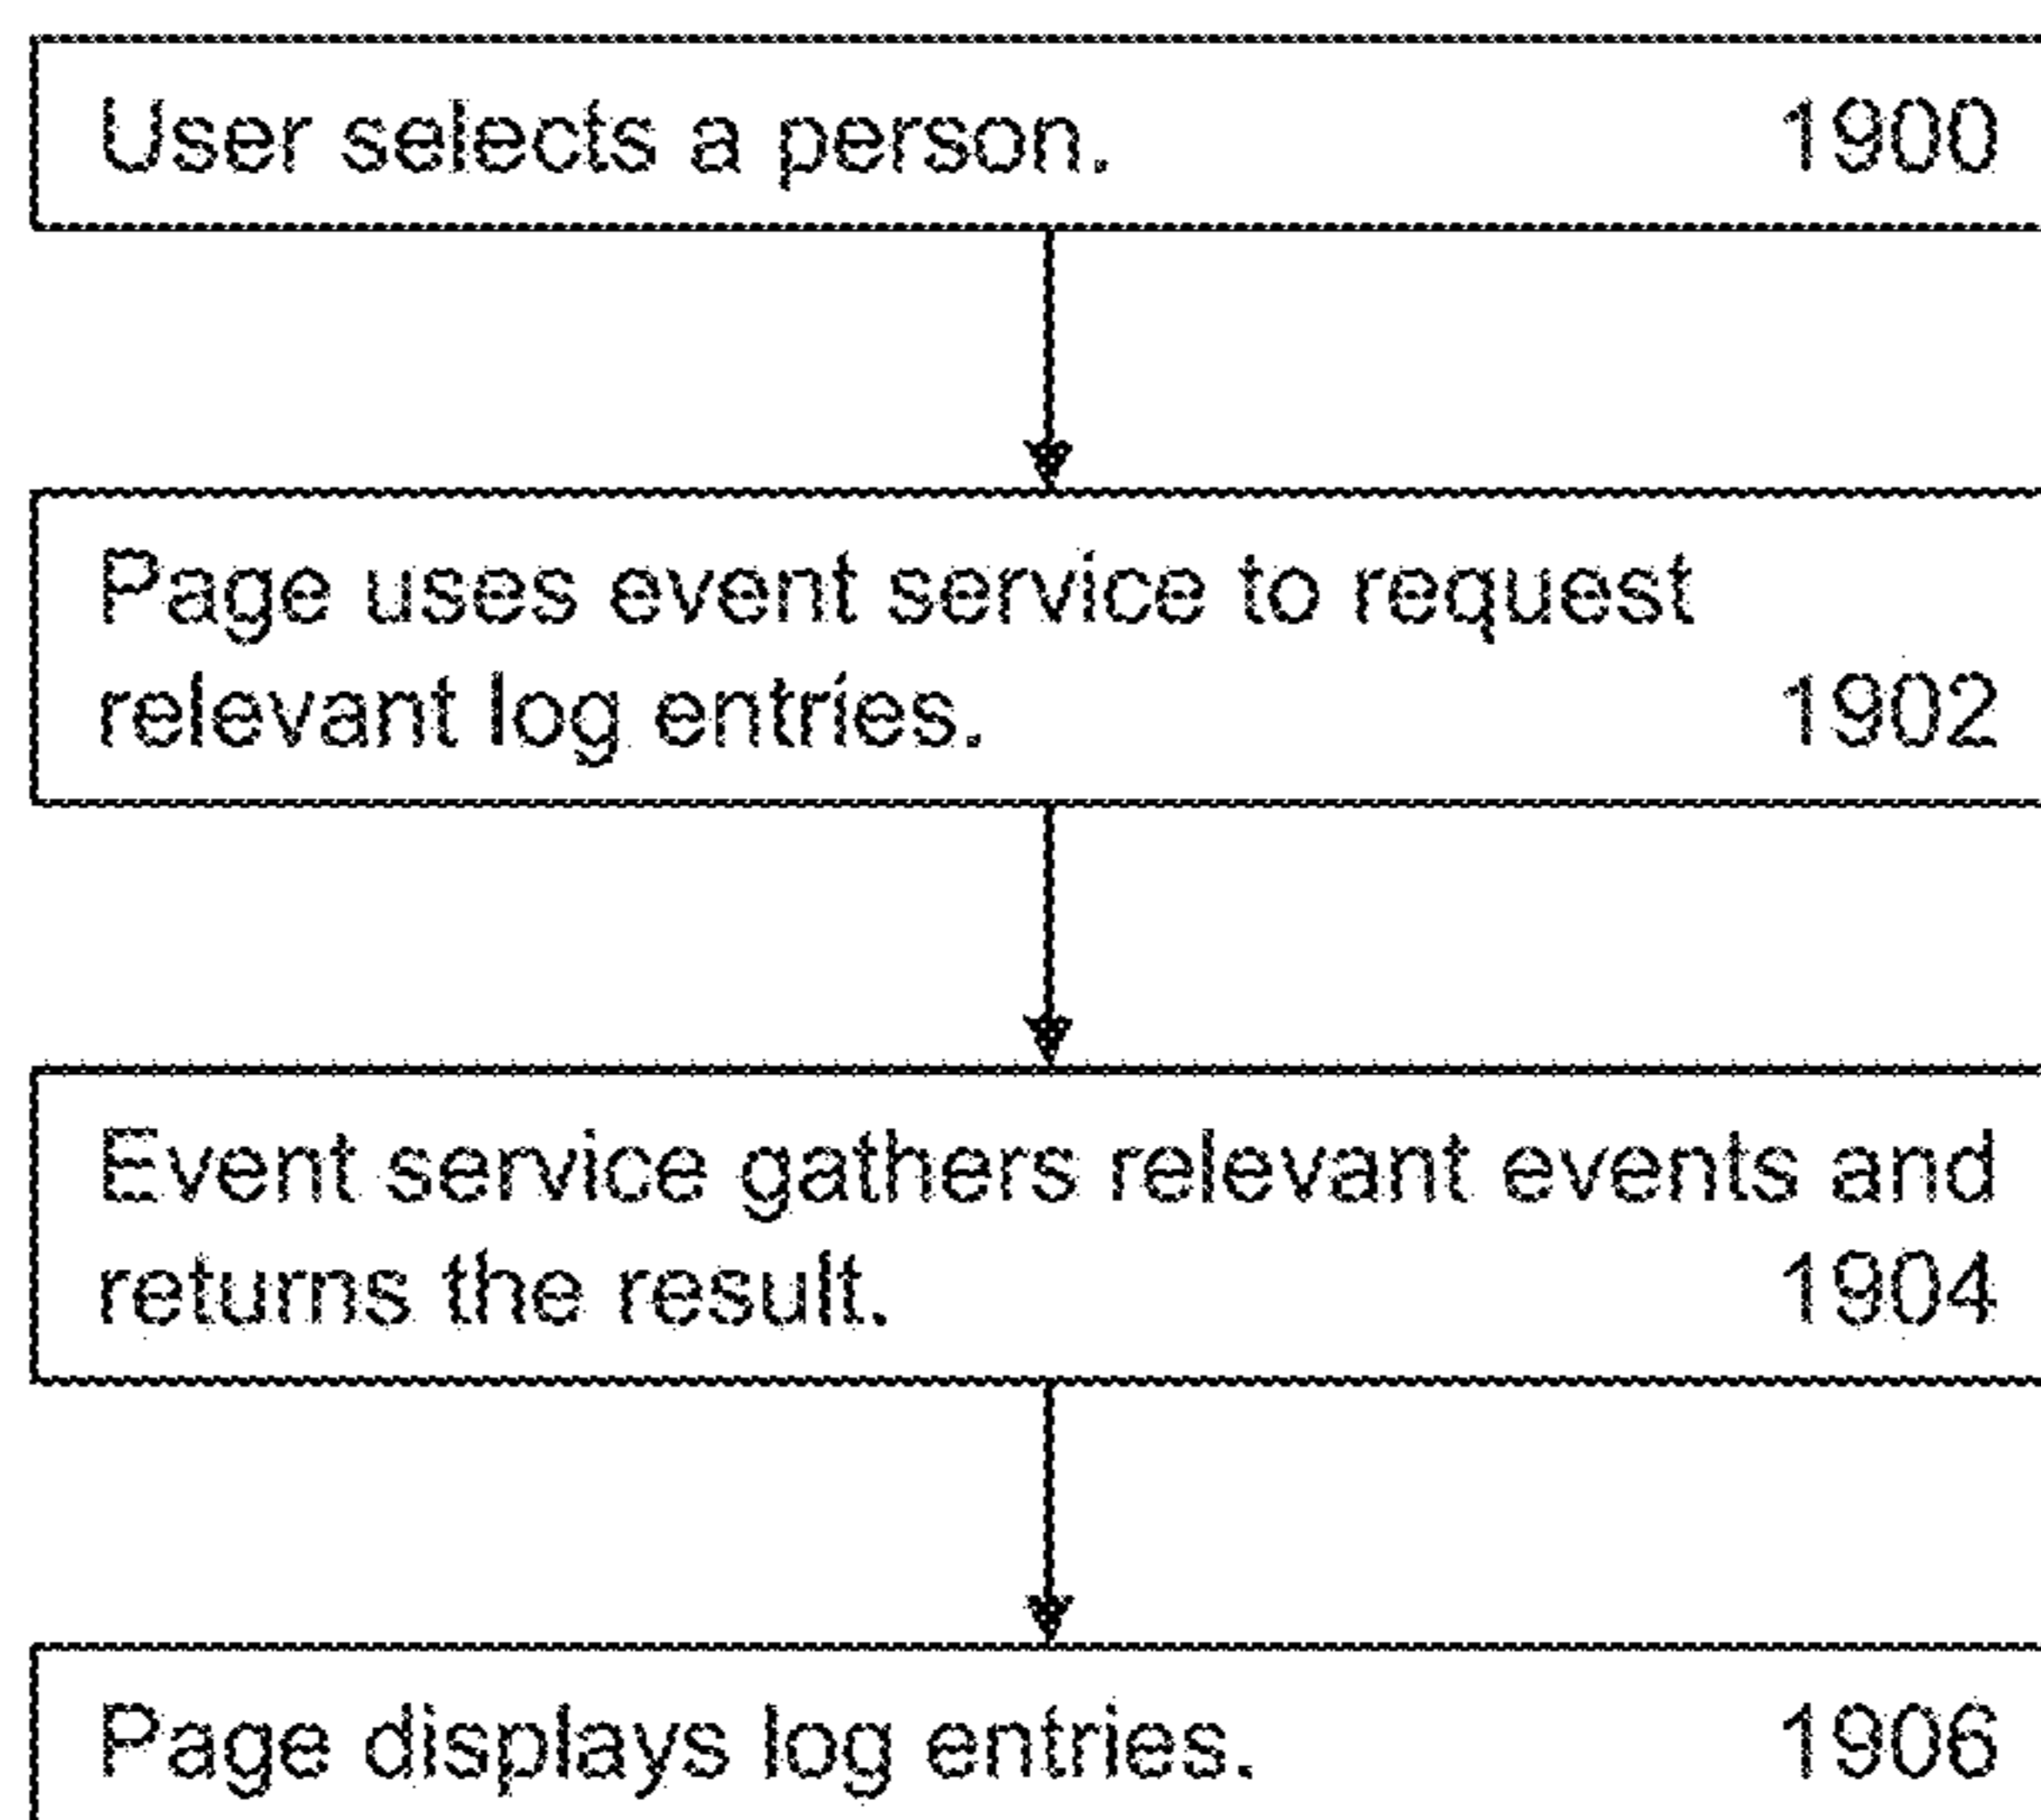 User selects a person. 1900
Page uses event service to request
relevant log entries. 1902
Event service gathers relevant events and
returns the result. 1904
Page displays log entries. 1906